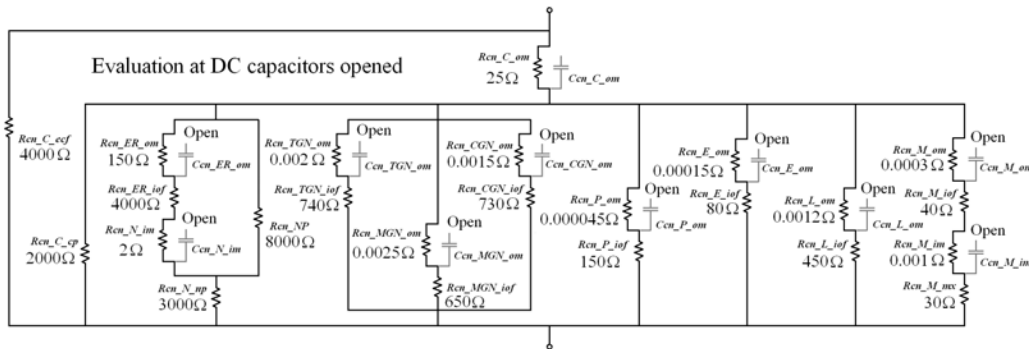 Evaluation at DC capacitors opened
Rcn_C_om
25Ω
Ccn_C_om
Rcn_C_ecf
4000Ω
Rcn_C_cp
2000Ω
Open
Rcn_ER_om
150Ω
Ccn_ER_om
Rcn_ER_iof
4000Ω
Open
Rcn_N_im
2Ω
Ccn_N_im
Rcn_NP
8000Ω
Rcn_N_np
3000Ω
Open
Rcn_TGN_om
0.002Ω
Ccn_TGN_om
Rcn_TGN_iof
740Ω
Open
Rcn_MGN_om
0.0025Ω
Ccn_MGN_om
Rcn_MGN_iof
650Ω
Open
Rcn_CGN_om
0.0015Ω
Ccn_CGN_om
Rcn_CGN_iof
730Ω
Open
Rcn_P_om
0.000045Ω
Ccn_P_om
Rcn_P_iof
150Ω
Open
Rcn_E_om
0.00015Ω
Ccn_E_om
Rcn_E_iof
80Ω
Open
Rcn_L_om
0.0012Ω
Ccn_L_om
Rcn_L_iof
450Ω
Open
Rcn_M_om
0.0003Ω
Ccn_M_om
Rcn_M_iof
40Ω
Open
Rcn_M_im
0.001Ω
Ccn_M_im
Rcn_M_mx
30Ω